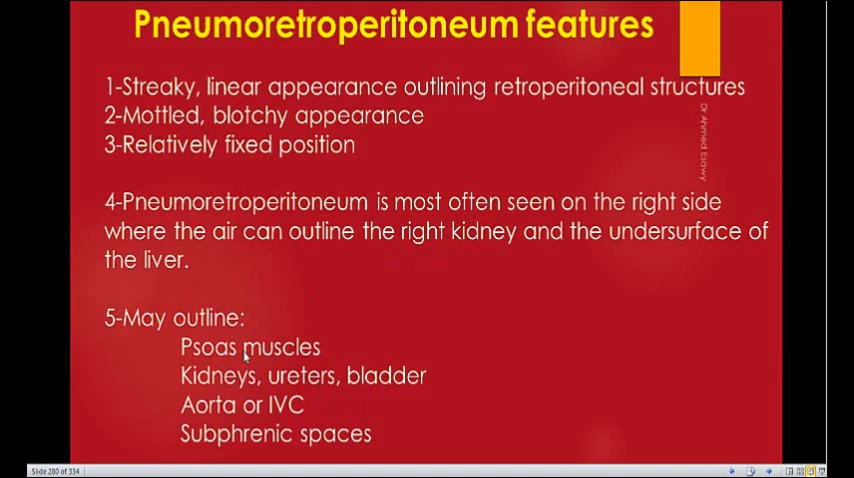 Pneumoretroperitoneum features
1-Streaky, linear appearance outlining retroperitoneal structures
2-Mottled, blotchy appearance
3-Relatively fixed position
4-Pneumoretroperitoneum is most often seen on the right side
where the air can outline the right kidney and the undersurface of
the liver.
5-May outline:
Psoas muscles
Kidneys, ureters, bladder
Aorta or IVC
Subphrenic spaces
Dr Ahmed Esawy
Slide 280 of 334